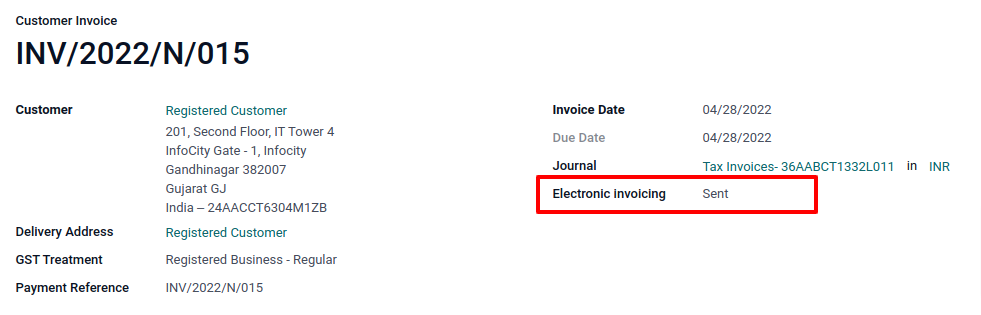 Customer Invoice
INV/2022/N/015
Customer Registered Customer
201, Second Floor, IT Tower 4
InfoCity Gate - 1, Infocity
Gandhinagar 382007
Gujarat GJ
India – 24AACCT6304M1ZB
Delivery Address Registered Customer
GST Treatment Registered Business - Regular
Payment Reference INV/2022/N/015
Invoice Date 04/28/2022
Due Date 04/28/2022
Journal Tax Invoices- 36AABCT1332L011 in INR
Electronic invoicing Sent